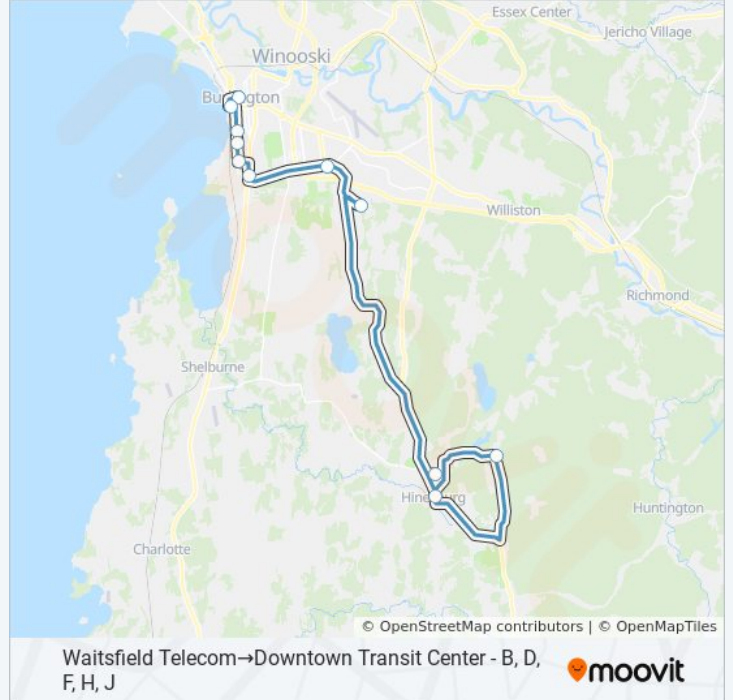 Essex Center
Jericho Village
Winooski
Burlington
Williston
Richmond
Shelburne
Hinesburg
Huntington
Charlotte
© OpenStreetMap contributors | © OpenMapTiles
Waitsfield Telecom→Downtown Transit Center - B, D,
F, H, J
moovit